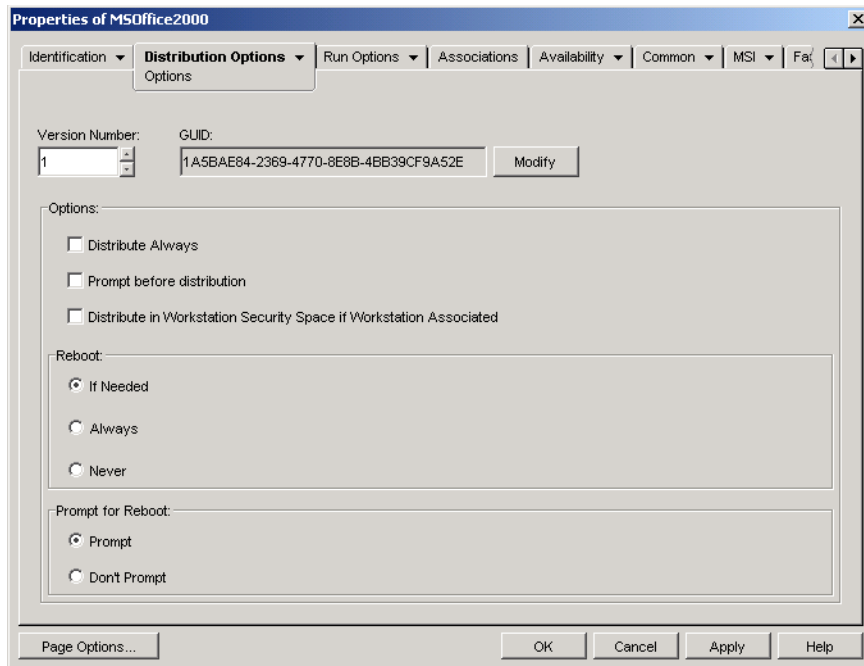 Properties of MSOffice2000
Identification Distribution Options Run Options Associations Availability Common MSI
Options
Version Number: GUID:
1 1A5BAE84-2369-4770-8E8B-4BB39CF9A52E Modify
Options:
Distribute Always
Prompt before distribution
Distribute in Workstation Security Space if Workstation Associated
Reboot:
If Needed
Always
Never
Prompt for Reboot:
Prompt
Don't Prompt
Page Options... OK Cancel Apply Help